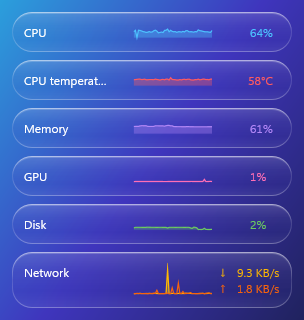 CPU 64%
CPU temperat... 58°C
Memory 61%
GPU 1%
Disk 2%
Network ↓ 9.3 KB/s
↑ 1.8 KB/s